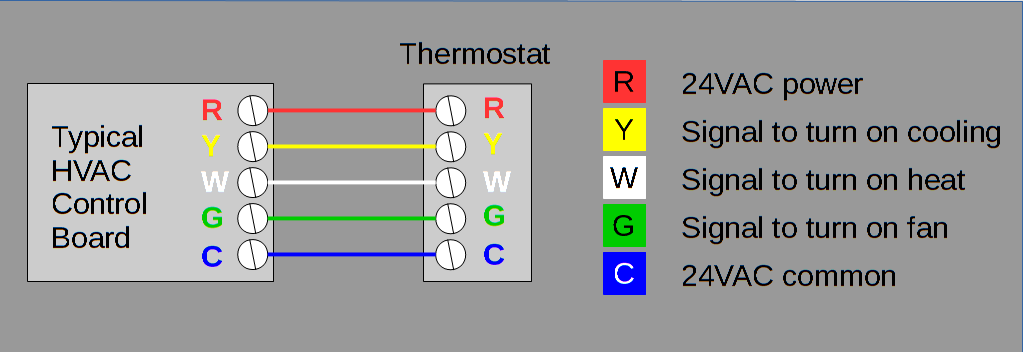 Thermostat
Typical
HVAC
Control
Board
R
Y
W
G
C
R
Y
W
G
C
R 24VAC power
Y Signal to turn on cooling
W Signal to turn on heat
G Signal to turn on fan
C 24VAC common